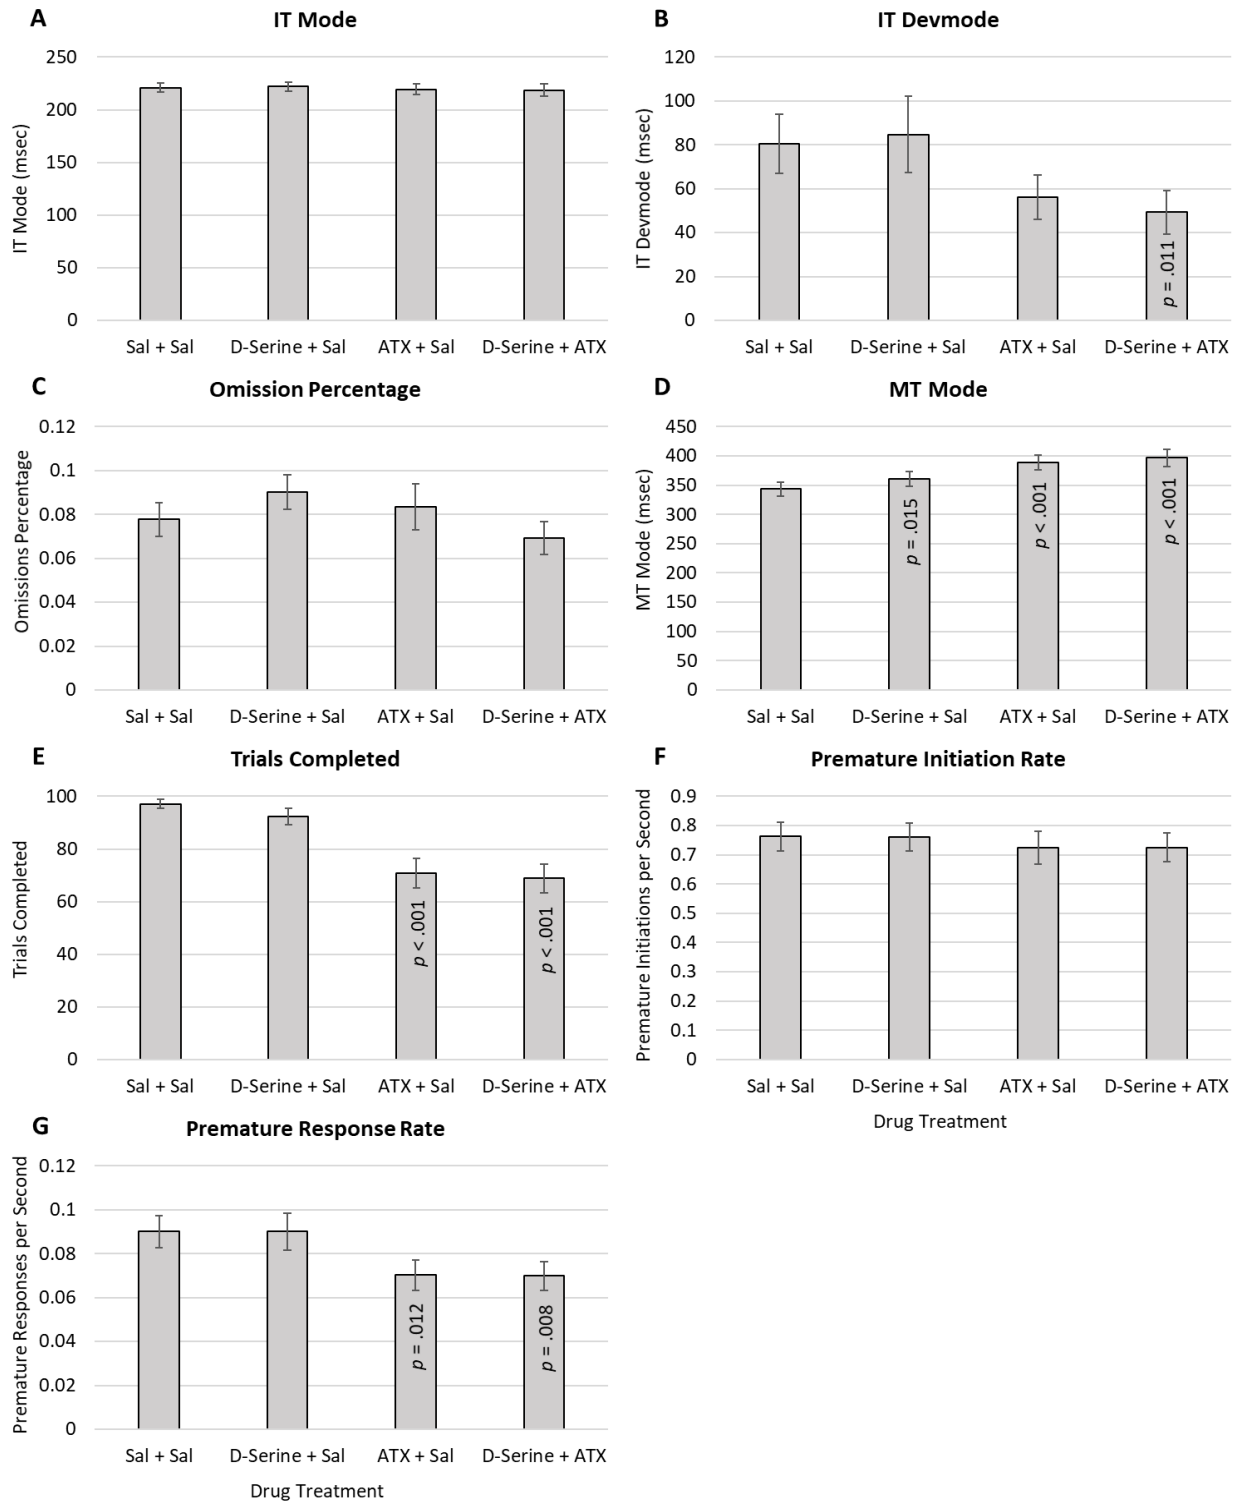 A
IT Mode
IT Mode (msec)
250
200
150
100
50
0
Sal + Sal
D-Serine + Sal
ATX + Sal
D-Serine + ATX
B
IT Devmode
IT Devmode (msec)
120
100
80
60
40
20
0
p = .011
Sal + Sal
D-Serine + Sal
ATX + Sal
D-Serine + ATX
C
Omission Percentage
Omissions Percentage
0.12
0.1
0.08
0.06
0.04
0.02
0
Sal + Sal
D-Serine + Sal
ATX + Sal
D-Serine + ATX
D
MT Mode
MT Mode (msec)
450
400
350
300
250
200
150
100
50
0
p = .015
p < .001
p < .001
Sal + Sal
D-Serine + Sal
ATX + Sal
D-Serine + ATX
E
Trials Completed
Trials Completed
100
80
60
40
20
0
p < .001
p < .001
Sal + Sal
D-Serine + Sal
ATX + Sal
D-Serine + ATX
F
Premature Initiation Rate
Premature Initiations per Second
0.9
0.8
0.7
0.6
0.5
0.4
0.3
0.2
0.1
0
Sal + Sal
D-Serine + Sal
ATX + Sal
D-Serine + ATX
Drug Treatment
G
Premature Response Rate
Premature Responses per Second
0.12
0.1
0.08
0.06
0.04
0.02
0
p = .012
p = .008
Sal + Sal
D-Serine + Sal
ATX + Sal
D-Serine + ATX
Drug Treatment